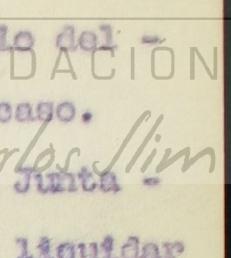 lo del -
DACIÓN
caso.
rlos Slim
Junta -
liquidar